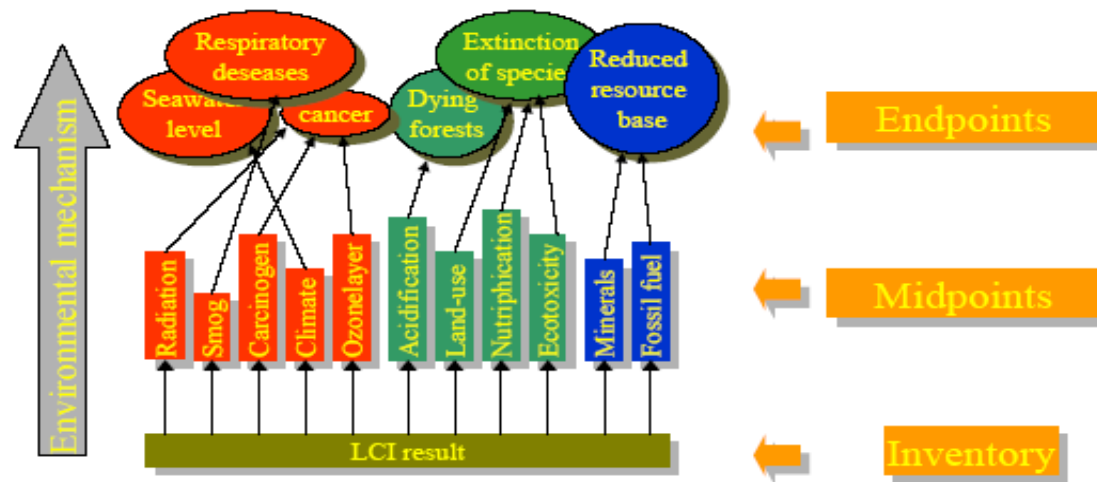 Environmental mechanism
Respiratory
deseases
Seawater
level
cancer
Dying
forests
Extinction
of species
Reduced
resource
base
Endpoints
Radiation
Smog
Carcinogen
Climate
Ozonelayer
Acidification
Land-use
Nutriphication
Ecotoxicity
Minerals
Fossil fuel
Midpoints
LCI result
Inventory